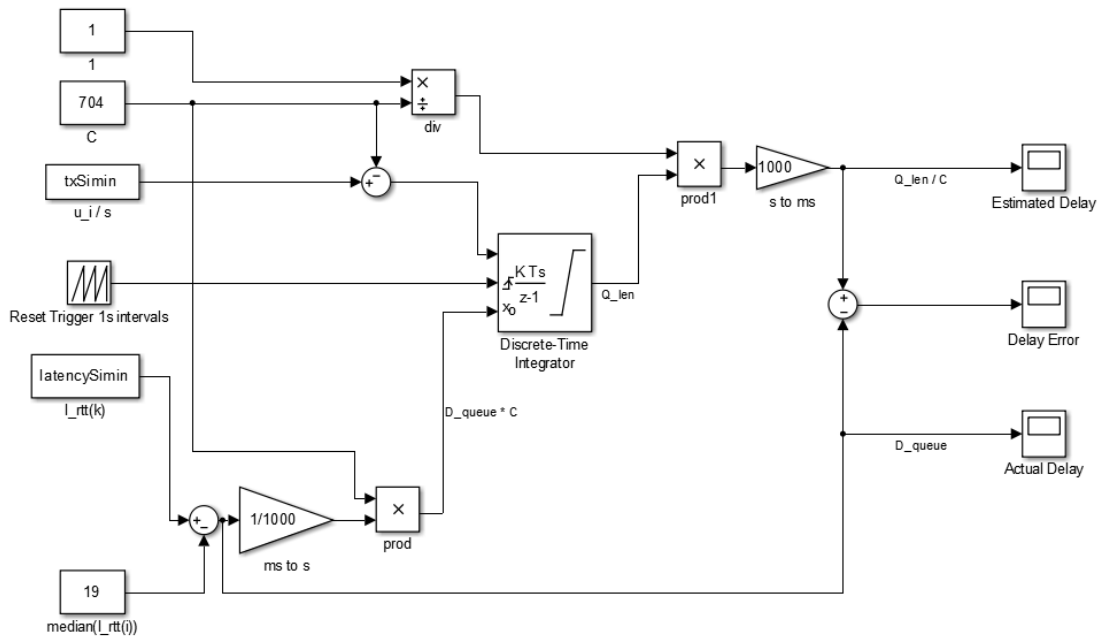 1
1
704
C
×
÷
div
txSimin
u_i / s
+ −
Reset Trigger 1s intervals
latencySimin
l_rtt(k)
K Ts
z-1
x0
Discrete-Time
Integrator
Q_len
×
prod1
1000
s to ms
Q_len / C
Estimated Delay
+
−
Delay Error
D_queue
Actual Delay
D_queue * C
+ −
1/1000
ms to s
×
prod
19
median(l_rtt(i))